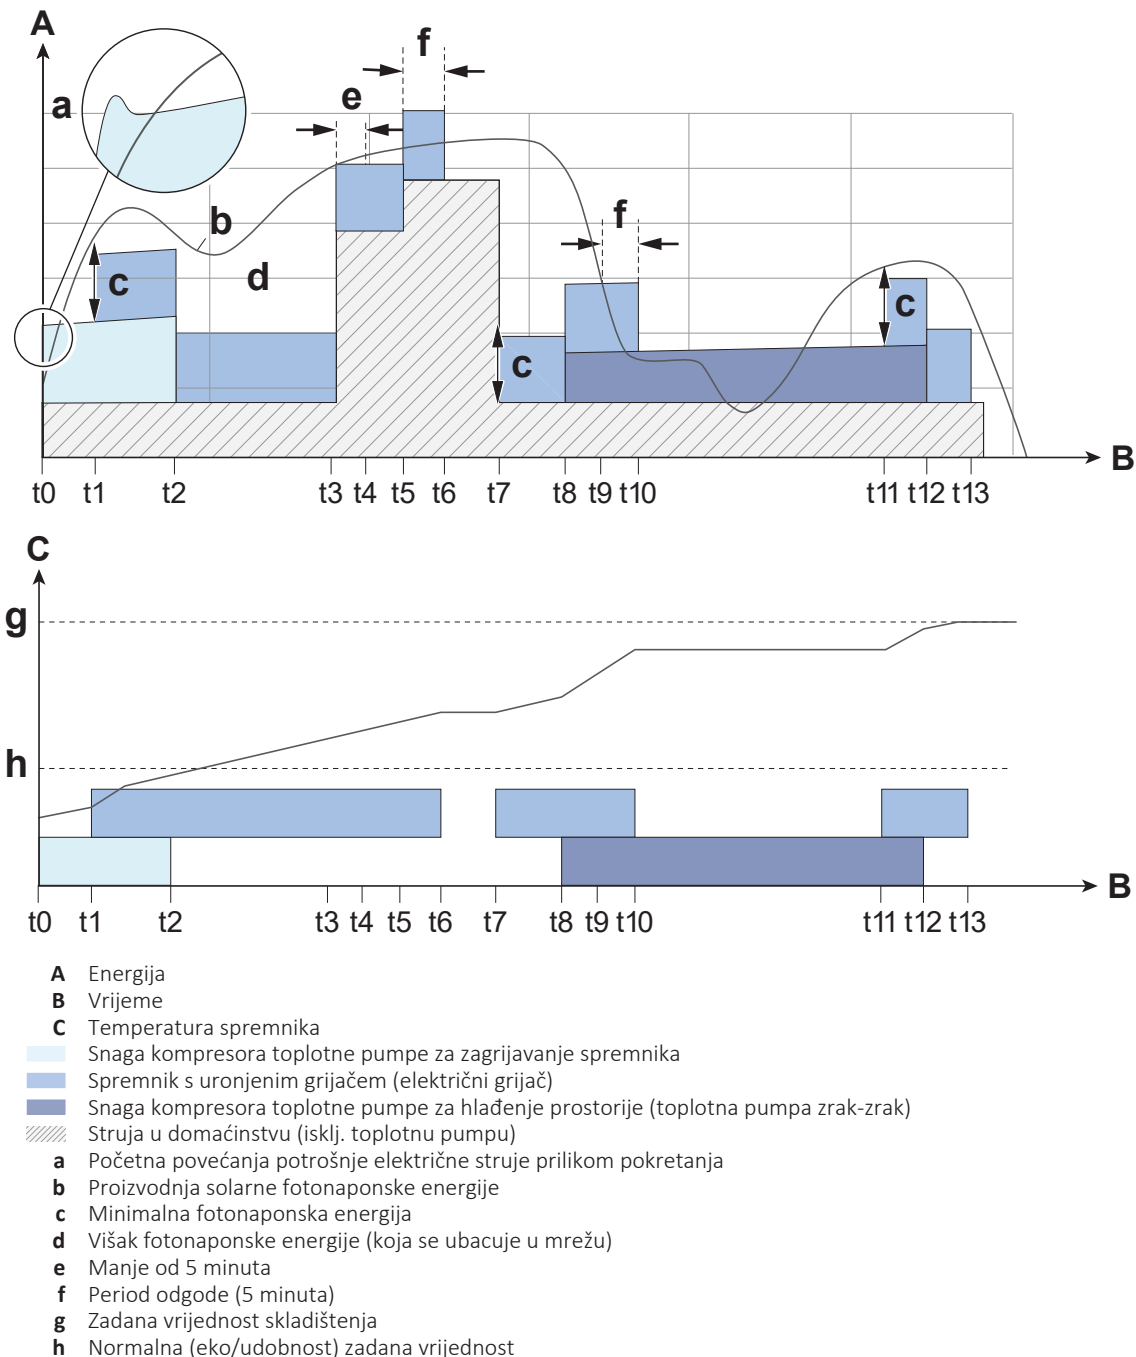 A
a
e
f
b
c
d
f
c
c
B
t0 t1 t2 t3 t4 t5 t6 t7 t8 t9 t10 t11 t12 t13
C
g
h
B
t0 t1 t2 t3 t4 t5 t6 t7 t8 t9 t10 t11 t12 t13
A Energija
B Vrijeme
C Temperatura spremnika
Snaga kompresora toplotne pumpe za zagrijavanje spremnika
Spremnik s uronjenim grijačem (električni grijač)
Snaga kompresora toplotne pumpe za hlađenje prostorije (toplotna pumpa zrak-zrak)
Struja u domaćinstvu (isklj. toplotnu pumpu)
a Početna povećanja potrošnje električne struje prilikom pokretanja
b Proizvodnja solarne fotonaponske energije
c Minimalna fotonaponska energija
d Višak fotonaponske energije (koja se ubacuje u mrežu)
e Manje od 5 minuta
f Period odgode (5 minuta)
g Zadana vrijednost skladištenja
h Normalna (eko/udobnost) zadana vrijednost